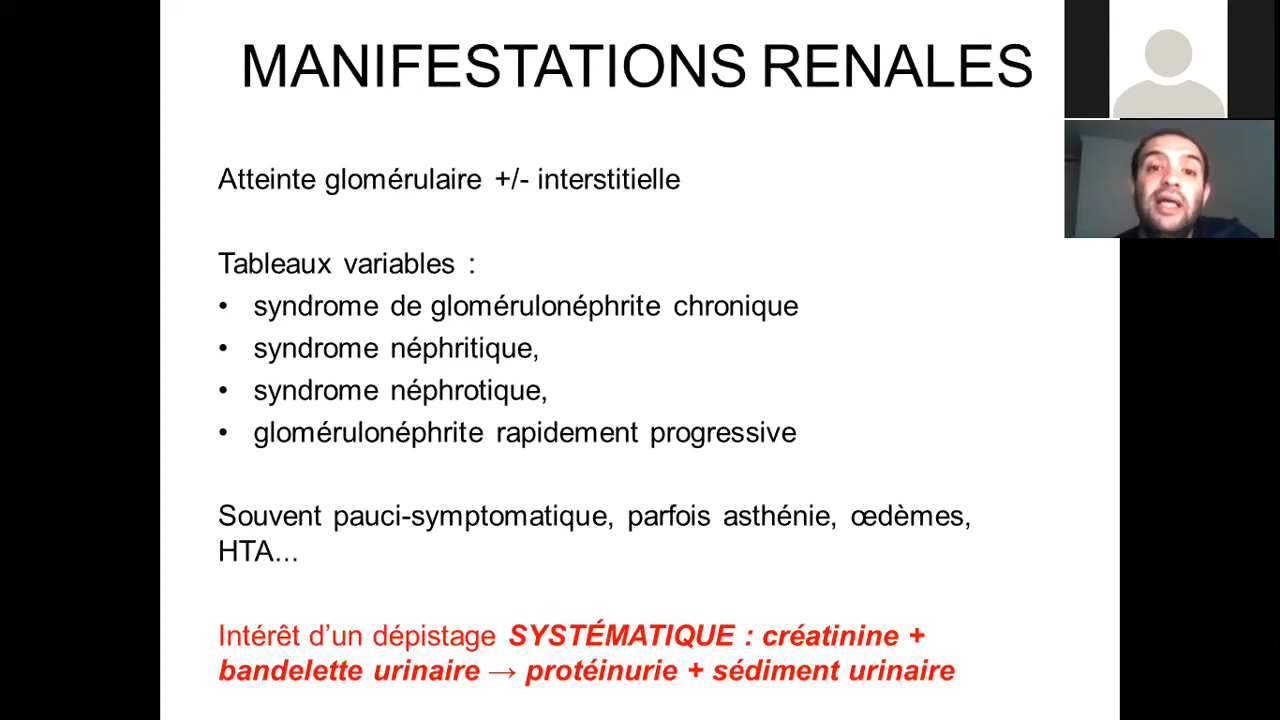 MANIFESTATIONS RENALES
Atteinte glomérulaire +/- interstitielle
Tableaux variables :
• syndrome de glomérulonéphrite chronique
• syndrome néphritique,
• syndrome néphrotique,
• glomérulonéphrite rapidement progressive
Souvent pauci-symptomatique, parfois asthénie, œdèmes,
HTA...
Intérêt d’un dépistage SYSTÉMATIQUE : créatinine +
bandelette urinaire → protéinurie + sédiment urinaire